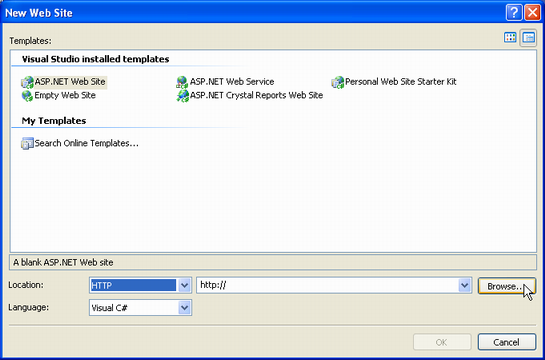 New Web Site
Templates:
Visual Studio installed templates
ASP.NET Web Site ASP.NET Web Service Personal Web Site Starter Kit
Empty Web Site ASP.NET Crystal Reports Web Site
My Templates
Search Online Templates...
A blank ASP.NET Web site
Location: HTTP http:// Browse...
Language: Visual C#
OK Cancel